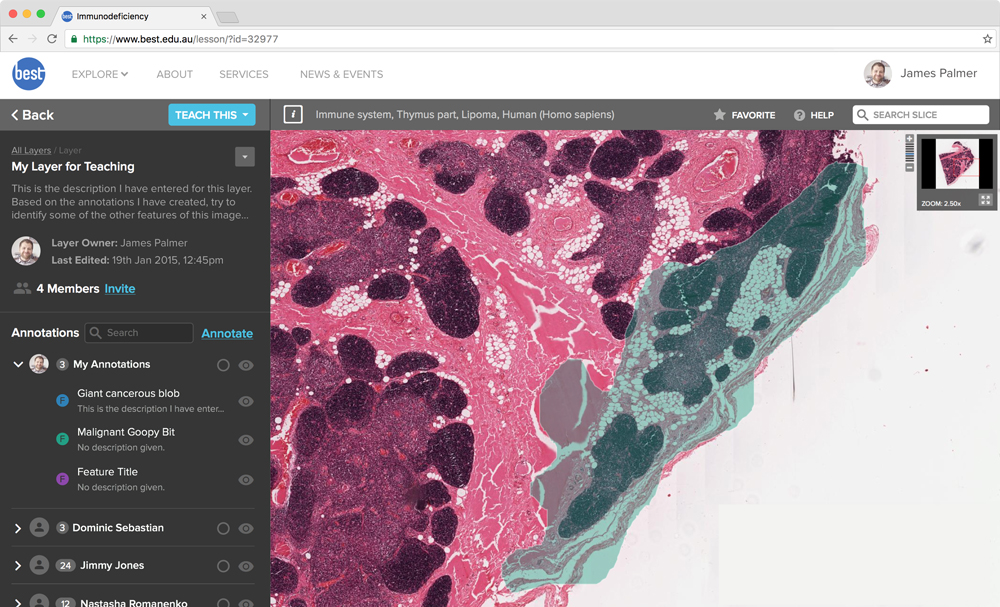 best Immunodeficiency
https://www.best.edu.au/lesson/?id=32977
best EXPLORE ABOUT SERVICES NEWS & EVENTS James Palmer
Back TEACH THIS i Immune system, Thymus part, Lipoma, Human (Homo sapiens) FAVORITE ? HELP SEARCH SLICE
All Layers / Layer
My Layer for Teaching
This is the description I have entered for this layer.
Based on the annotations I have created, try to
identify some of the other features of this image...
Layer Owner: James Palmer
Last Edited: 19th Jan 2015, 12:45pm
4 Members Invite
Annotations Search Annotate
3 My Annotations
F Giant cancerous blob
This is the description I have enter...
F Malignant Goopy Bit
No description given.
F Feature Title
No description given.
3 Dominic Sebastian
24 Jimmy Jones
12 Nastasha Romanenko
ZOOM: 2.50x